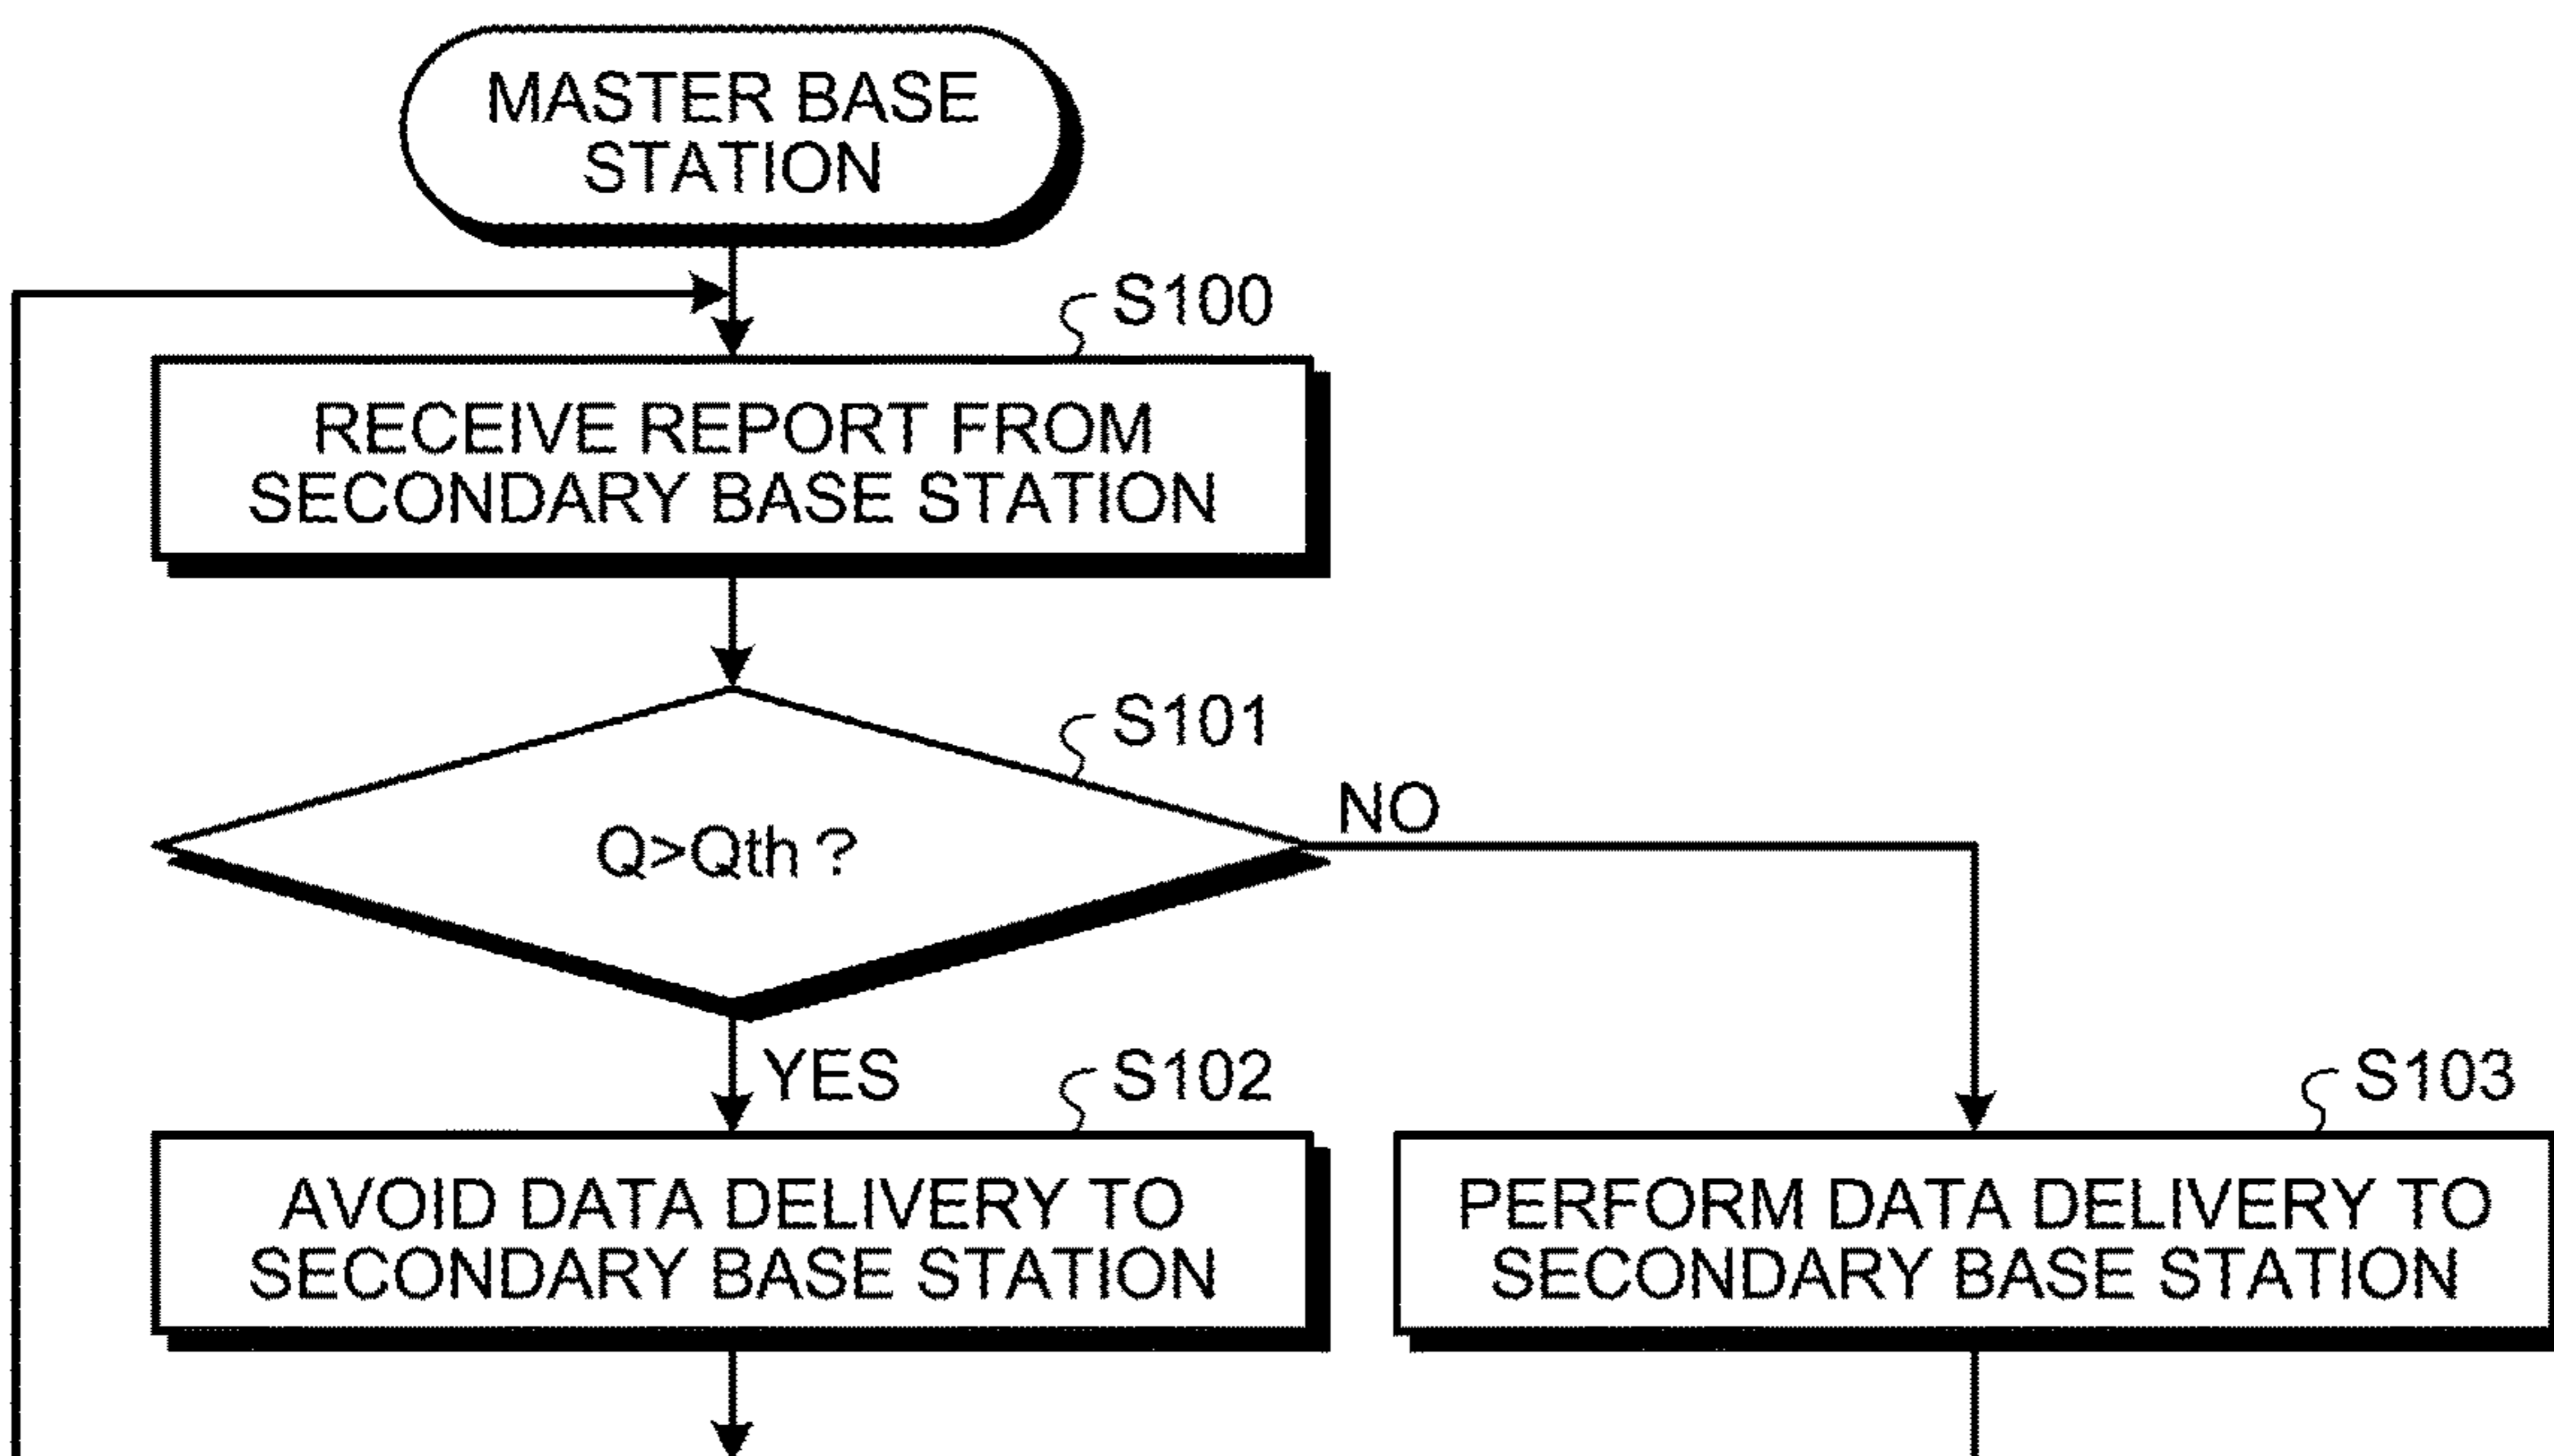 MASTER BASE
STATION
S100
RECEIVE REPORT FROM
SECONDARY BASE STATION
S101
Q>Qth ?
NO
YES
S102
S103
AVOID DATA DELIVERY TO
SECONDARY BASE STATION
PERFORM DATA DELIVERY TO
SECONDARY BASE STATION